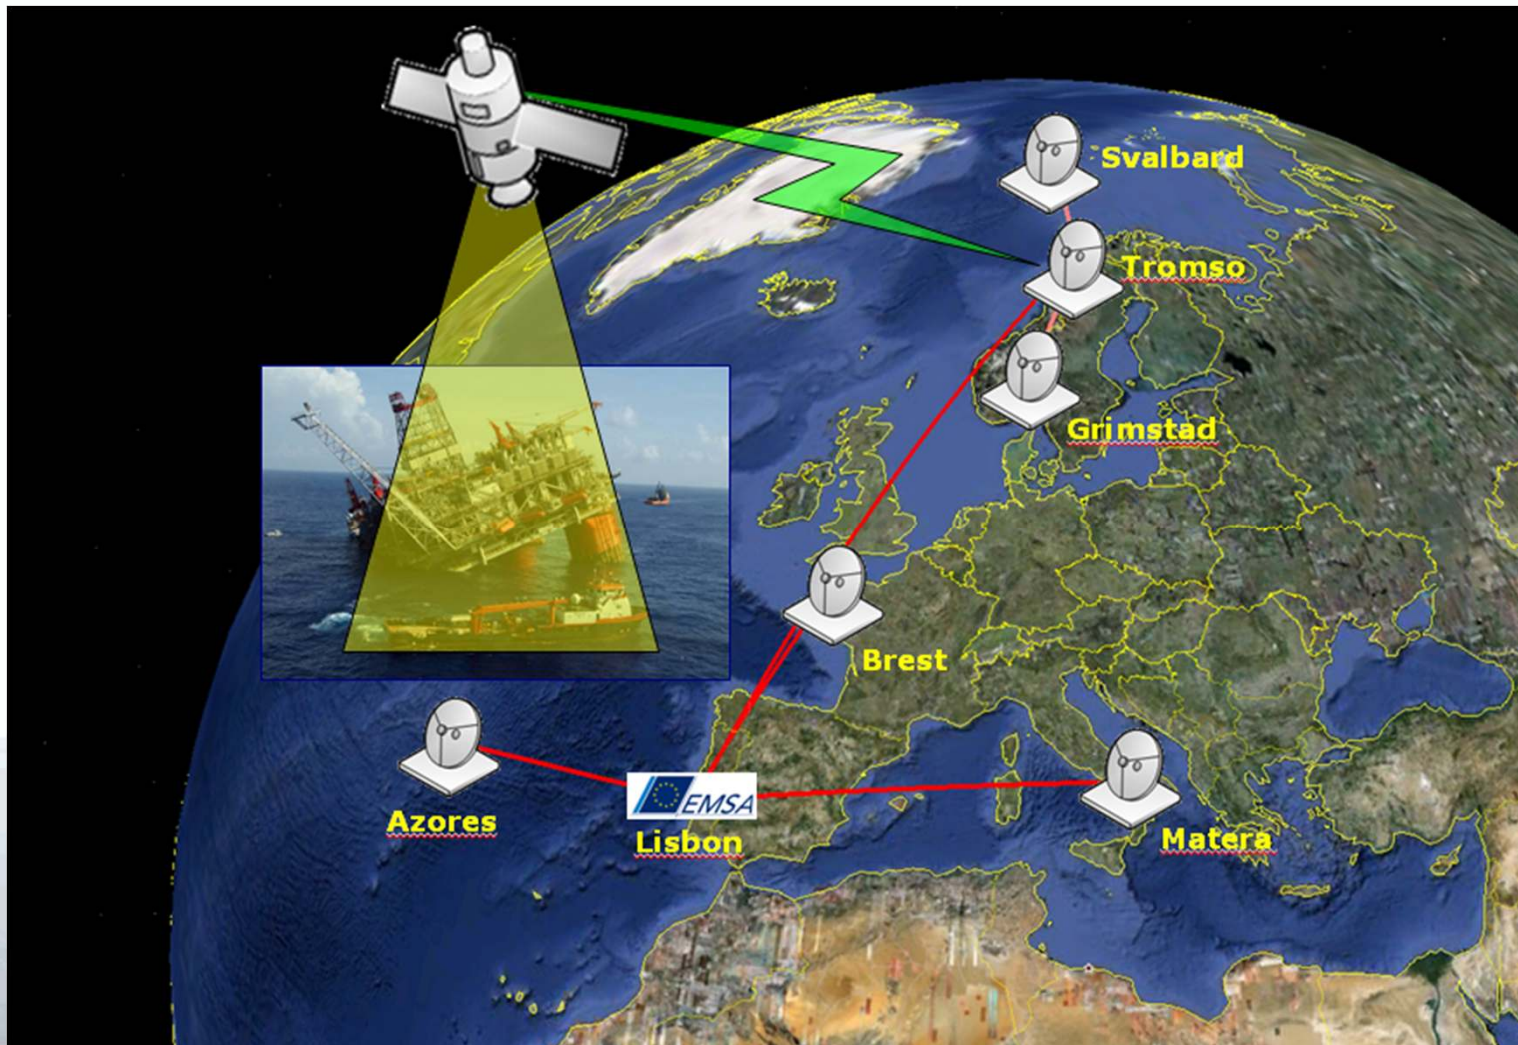 Svalbard
Tromso
Grimstad
Brest
EMSA
Azores
Lisbon
Matera